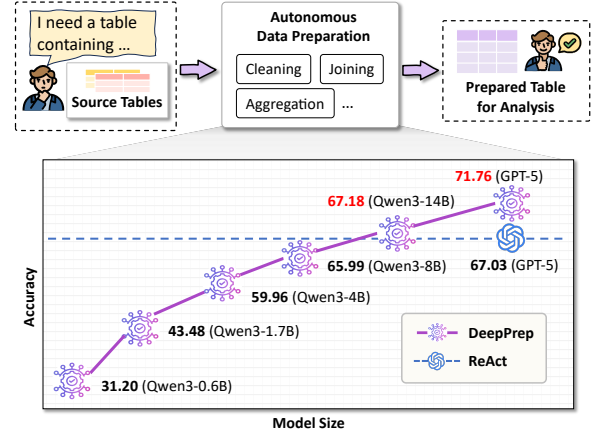 I need a table
containing ...
Source Tables
Autonomous
Data Preparation
Cleaning
Joining
Aggregation
...
Prepared Table
for Analysis
71.76 (GPT-5)
67.18 (Qwen3-14B)
65.99 (Qwen3-8B)
67.03 (GPT-5)
59.96 (Qwen3-4B)
43.48 (Qwen3-1.7B)
31.20 (Qwen3-0.6B)
DeepPrep
ReAct
Accuracy
Model Size